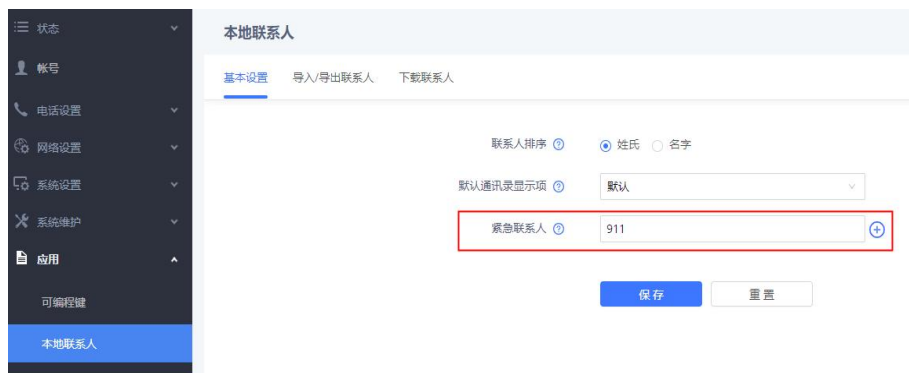 状态
帐号
电话设置
网络设置
系统设置
系统维护
应用
可编程键
本地联系人
本地联系人
基本设置 导入/导出联系人 下载联系人
联系人排序 姓氏 名字
默认通讯录显示项 默认
紧急联系人 911
保存 重置